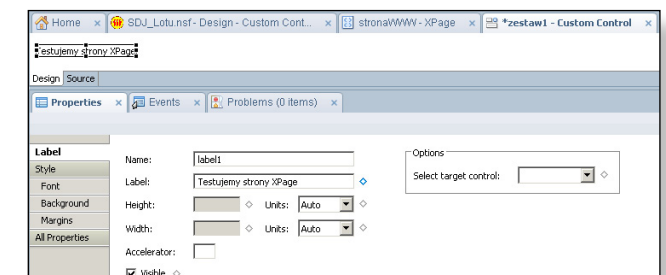 Home × SDJ_Lotu.nsf - Design - Custom Cont... × stronaWWW - XPage × *zestaw1 - Custom Control ×
Testujemy strony XPage
Design Source
Properties × Events × Problems (0 items) ×
Label
Style
Font
Background
Margins
All Properties
Name: label1
Label: Testujemy strony XPage
Height: Units: Auto
Width: Units: Auto
Accelerator:
Visible
Options
Select target control: